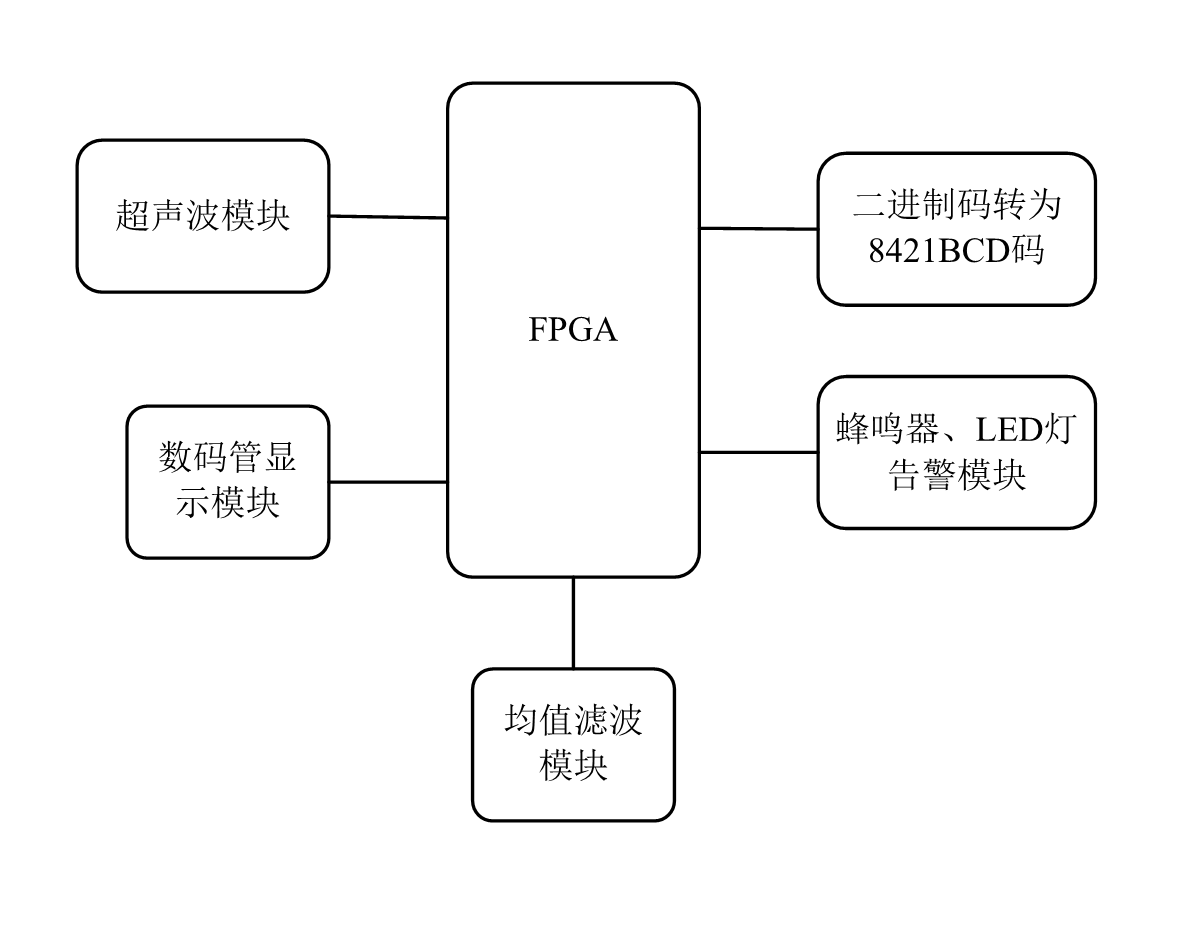 超声波模块
FPGA
二进制码转为
8421BCD码
数码管显
示模块
蜂鸣器、LED灯
告警模块
均值滤波
模块